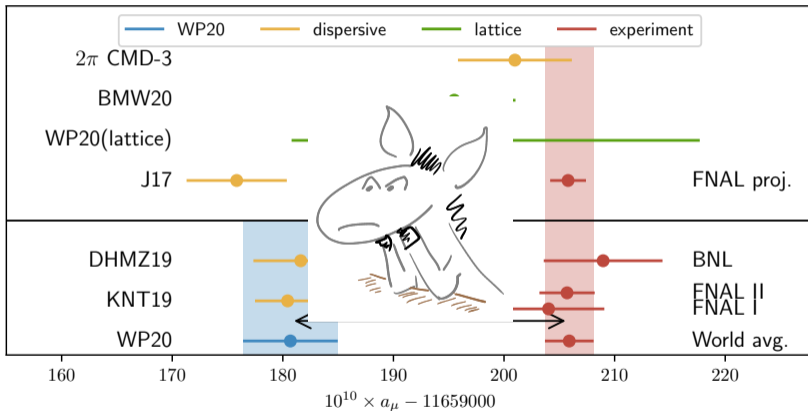 WP20 dispersive lattice experiment
2π CMD-3
BMW20
WP20(lattice)
J17 FNAL proj.
DHMZ19 BNL
KNT19 FNAL II
FNAL I
WP20 World avg.
160 170 180 190 200 210 220
10¹⁰ × aμ − 11659000